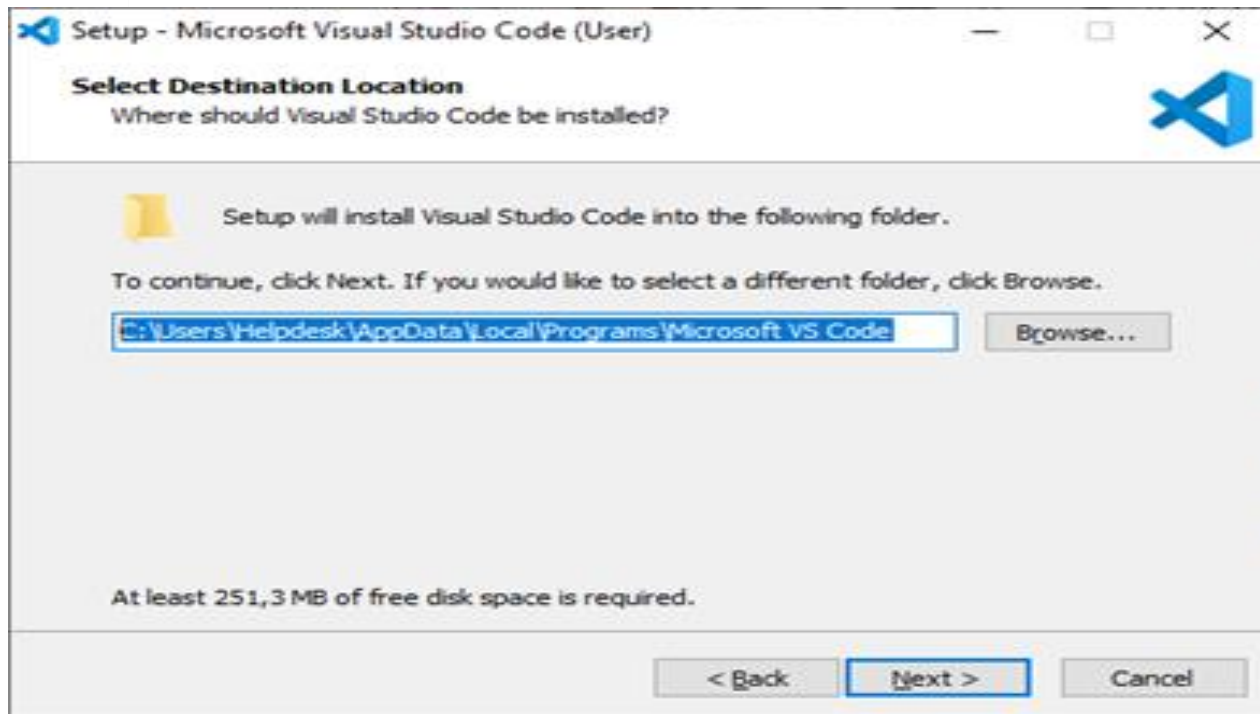 Setup - Microsoft Visual Studio Code (User)
Select Destination Location
Where should Visual Studio Code be installed?
Setup will install Visual Studio Code into the following folder.
To continue, click Next. If you would like to select a different folder, click Browse.
C:\Users\Helpdesk\AppData\Local\Programs\Microsoft VS Code
Browse...
At least 251,3 MB of free disk space is required.
< Back
Next >
Cancel